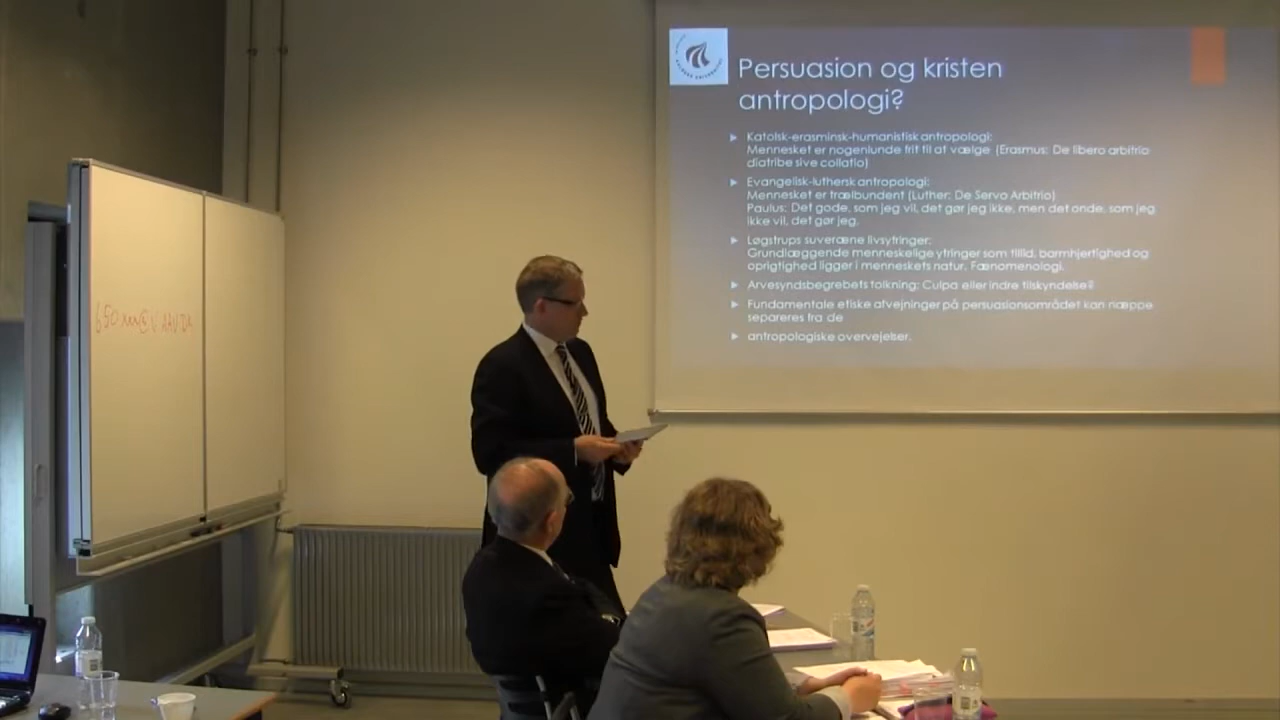 Persuasion og kristen
antropologi?
Katolsk-erasminsk-humanistisk antropologi:
Mennesket er nogenlunde frit til at vælge (Erasmus: De libero arbitrio
diatribe sive collatio)
Evangelisk-luthersk antropologi:
Mennesket er trælbundent (Luther: De Servo Arbitrio)
Paulus: Det gode, som jeg vil, det gør jeg ikke, men det onde, som jeg
ikke vil, det gør jeg.
Løgstrups suveræne livsytringer:
Grundlæggende menneskelige ytringer som tillid, barmhjertighed og
oprigtighed ligger i menneskets natur. Fænomenologi.
Arvesyndsbegrebets tolkning: Culpa eller indre tilskyndelse?
Fundamentale etiske afvejninger på persuasionsområdet kan næppe
separeres fra de
antropologiske overvejelser.